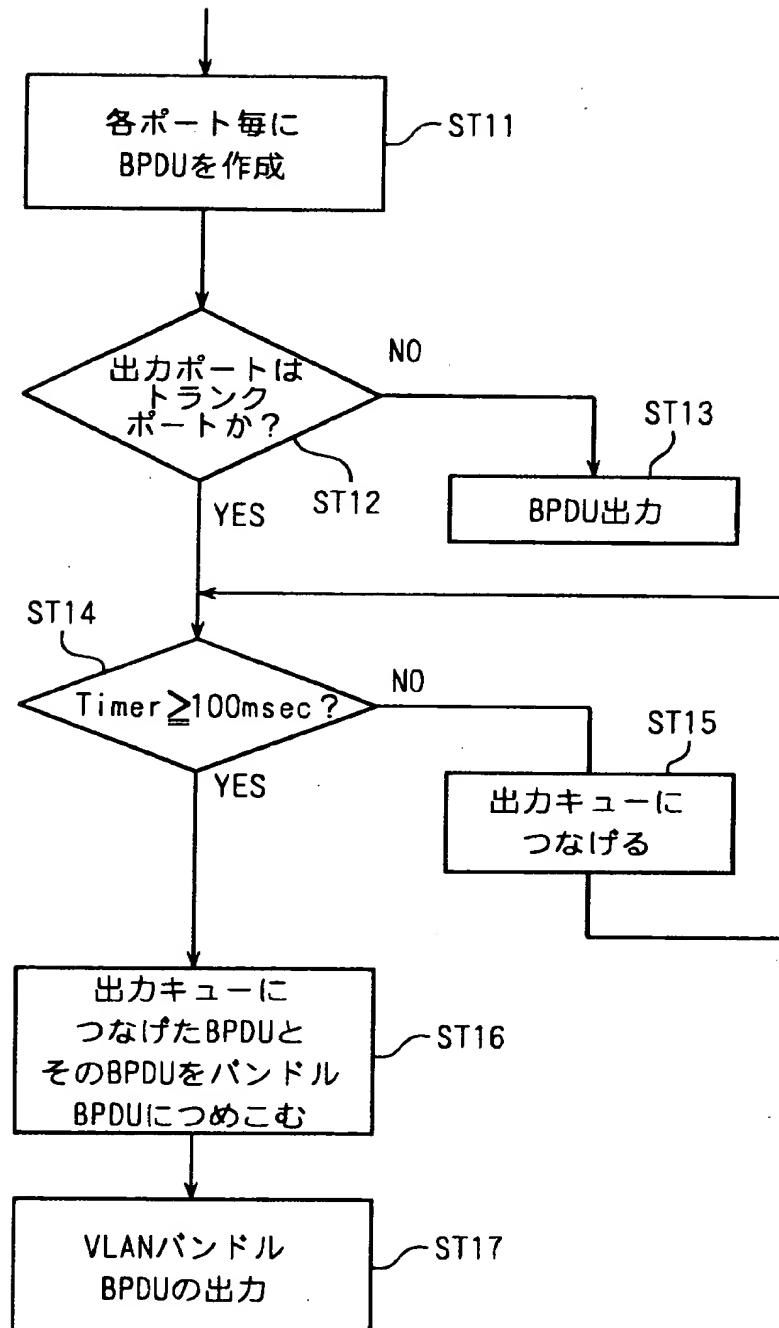 各ポート毎に
BPDUを作成
ST11
出力ポートは
トランク
ポートか？
NO
ST12
YES
ST13
BPDU出力
ST14
Timer≧100msec？
NO
YES
ST15
出力キューに
つなげる
出力キューに
つなげたBPDUと
そのBPDUをバンドル
BPDUにつめこむ
ST16
VLANバンドル
BPDUの出力
ST17